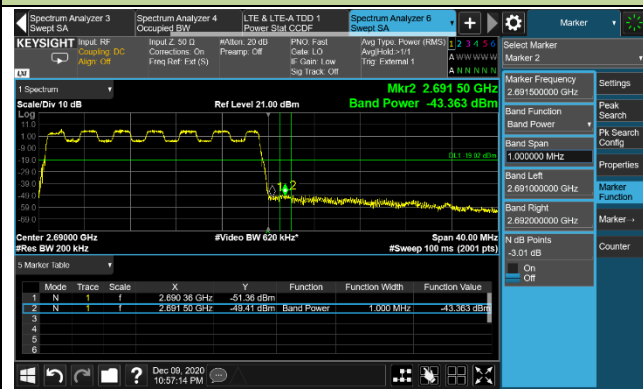 Spectrum Analyzer 3
Swept SA
Spectrum Analyzer 4
Occupied BW
LTE & LTE-A TDD 1
Power Stat CCDF
Spectrum Analyzer 6
Swept SA
Marker
KEYSIGHT
Input: RF
Coupling: DC
Align: Off
Input Z: 50 Ω
Corrections: On
Freq Ref: Ext (S)
#Atten: 20 dB
Preamp: Off
PNO: Fast
Gate: LO
IF Gain: Low
Sig Track: Off
Avg Type: Power (RMS)
Avg|Hold:>1/1
Trig: External 1
1 2 3 4 5 6
A W W W W W
A N N N N N
LXI
Select Marker
Marker 2
1 Spectrum
Scale/Div 10 dB
Ref Level 21.00 dBm
Mkr2 2.691 50 GHz
Band Power -43.363 dBm
Log
11.0
1.00
-9.00
-19.0
-29.0
-39.0
-49.0
-59.0
-69.0
DL1 -19.02 dBm
1
2
Center 2.69000 GHz
#Video BW 620 kHz*
Span 40.00 MHz
#Res BW 200 kHz
#Sweep 100 ms (2001 pts)
Marker Frequency
2.691500000 GHz
Band Function
Band Power
Band Span
1.000000 MHz
Band Left
2.691000000 GHz
Band Right
2.692000000 GHz
N dB Points
-3.01 dB
On
Off
Settings
Peak
Search
Pk Search
Config
Properties
Marker
Function
Marker→
Counter
5 Marker Table
Mode Trace Scale X Y Function Function Width Function Value
1 N 1 f 2.690 36 GHz -51.36 dBm
2 N 1 f 2.691 50 GHz -49.41 dBm Band Power 1.000 MHz -43.363 dBm
3
4
5
6
?
Dec 09, 2020
10:57:14 PM